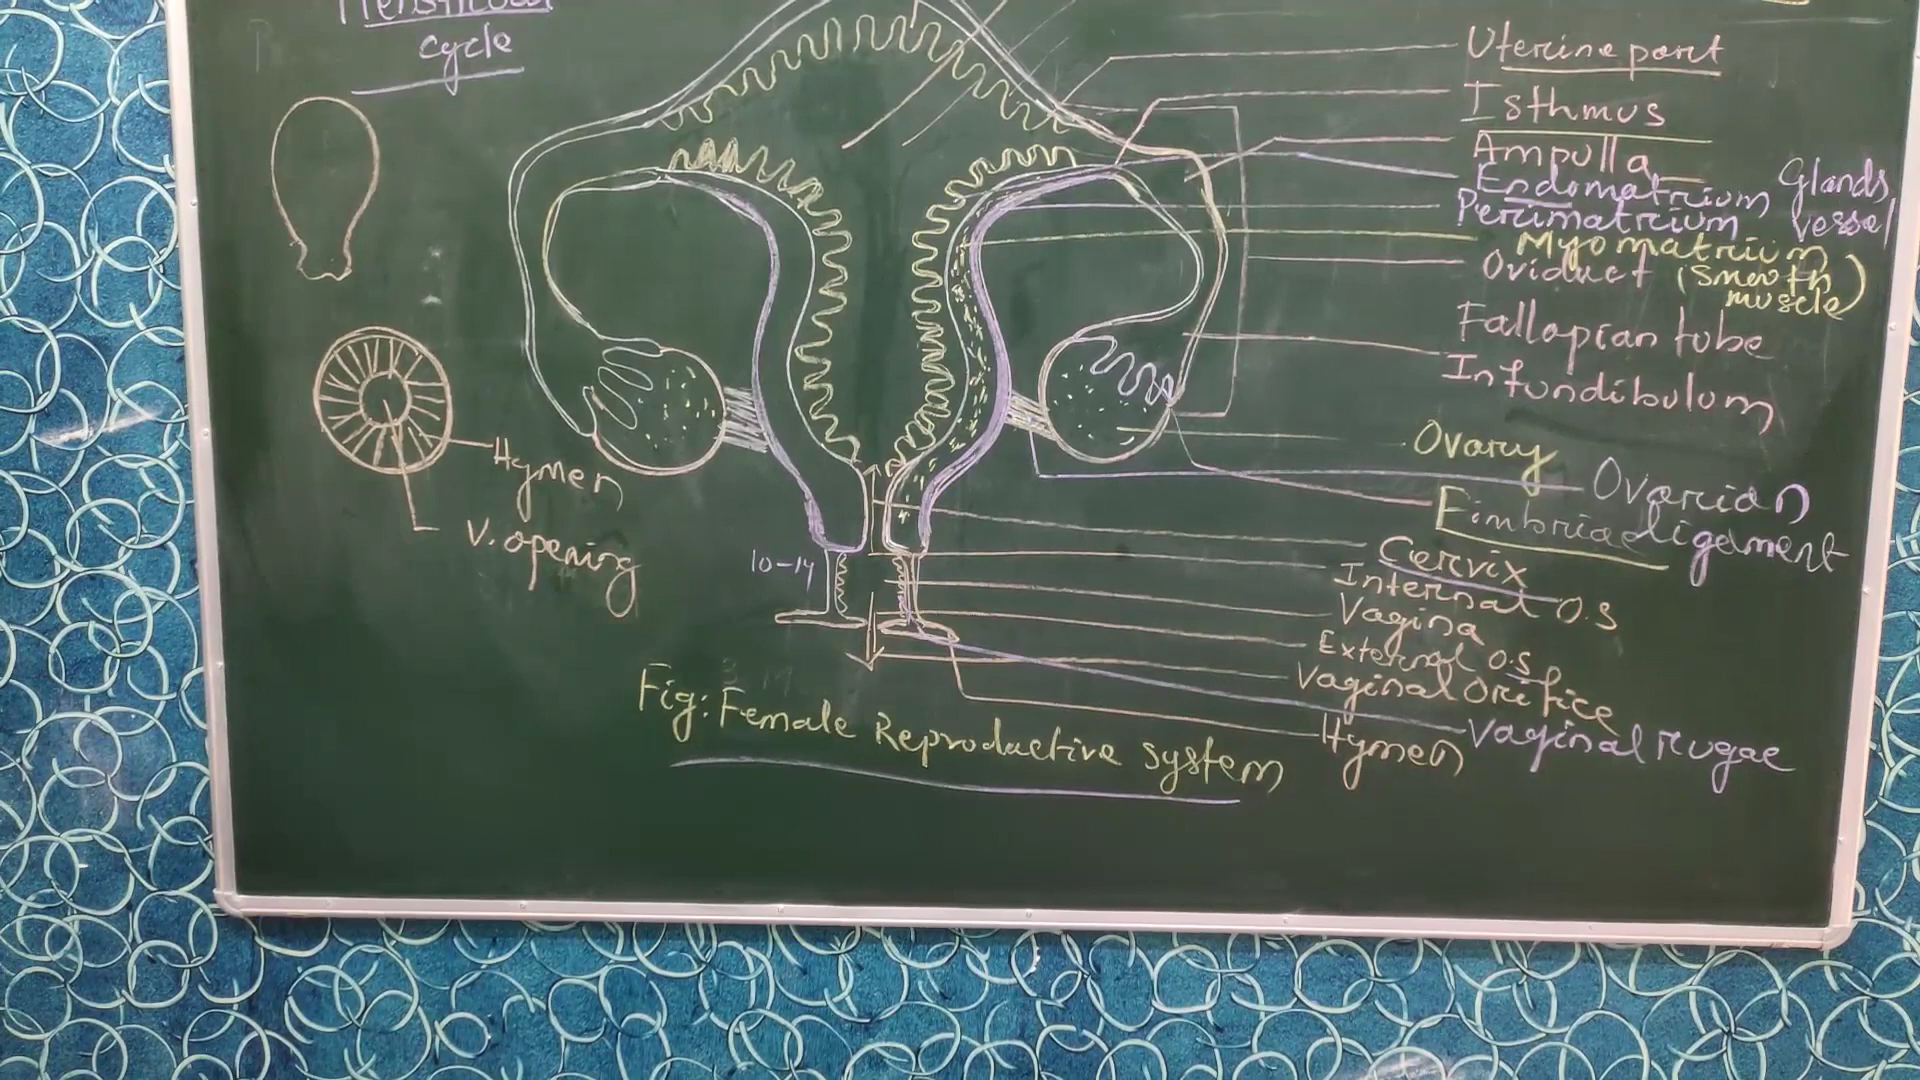 cycle
Uterine part
Isthmus
Ampulla
Endomatrium Glands,
Perimatrium vessel
Myomatrium
Oviduct (Smooth
muscle)
Fallopian tube
Infundibulum
Ovary
Ovarian
Fimbriae ligament
Cervix
Internal O.S
Vagina
External O.S
Vaginal Orifice
Hymen Vaginal rugae
Hymen
V. opening
10-14
Fig: Female Reproductive system